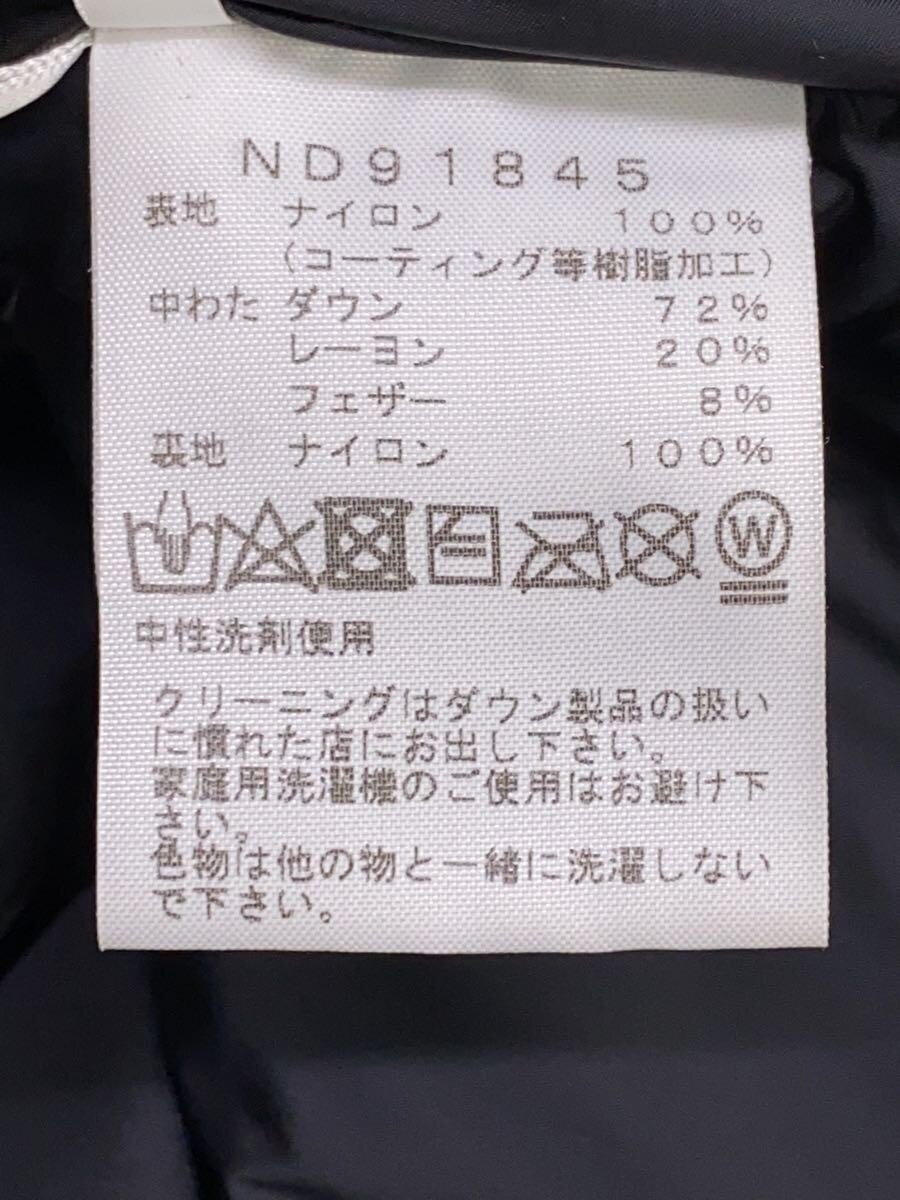 ND91845
表地 ナイロン 100%
(コーティング等樹脂加工)
中わた ダウン 72%
レーヨン 20%
フェザー 8%
裏地 ナイロン 100%
W
中性洗剤使用
クリーニングはダウン製品の扱い
に慣れた店にお出し下さい。
家庭用洗濯機のご使用はお避け下
さい。
色物は他の物と一緒に洗濯しない
で下さい。